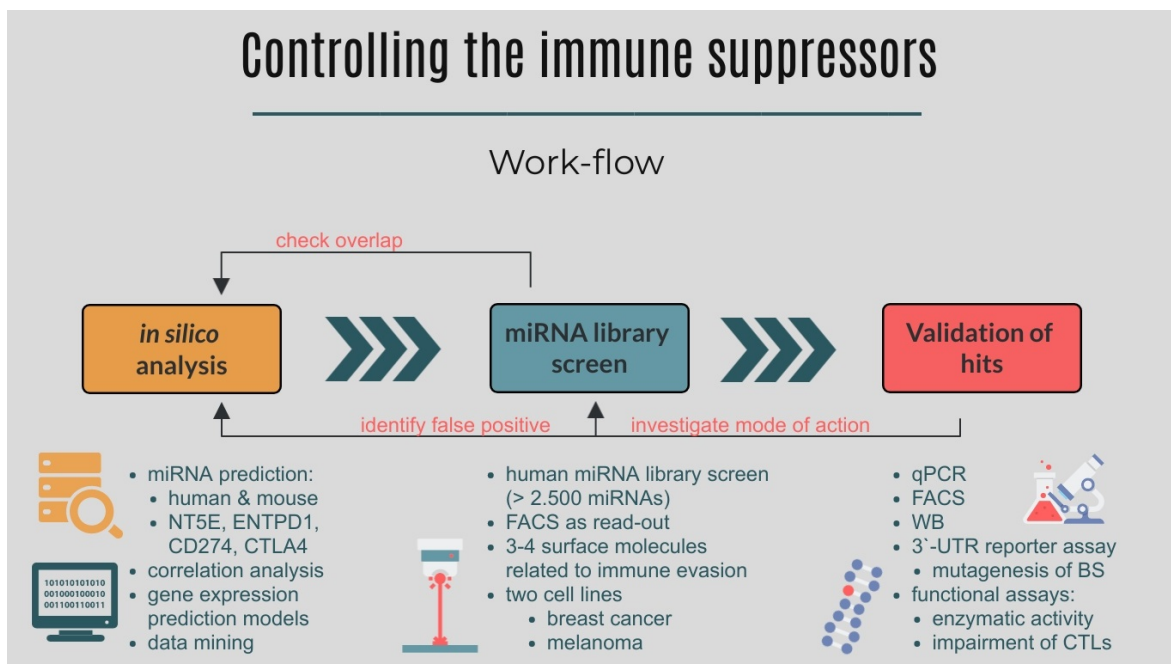 Controlling the immune suppressors
Work-flow
check overlap
in silico
analysis
miRNA library
screen
Validation of
hits
identify false positive
investigate mode of action
• miRNA prediction:
• human & mouse
• NT5E, ENTPD1,
CD274, CTLA4
• correlation analysis
• gene expression
prediction models
• data mining
101010101010
001000100010
001100110011
• human miRNA library screen
(> 2.500 miRNAs)
• FACS as read-out
• 3-4 surface molecules
related to immune evasion
• two cell lines
• breast cancer
• melanoma
• qPCR
• FACS
• WB
• 3`-UTR reporter assay
• mutagenesis of BS
• functional assays:
• enzymatic activity
• impairment of CTLs